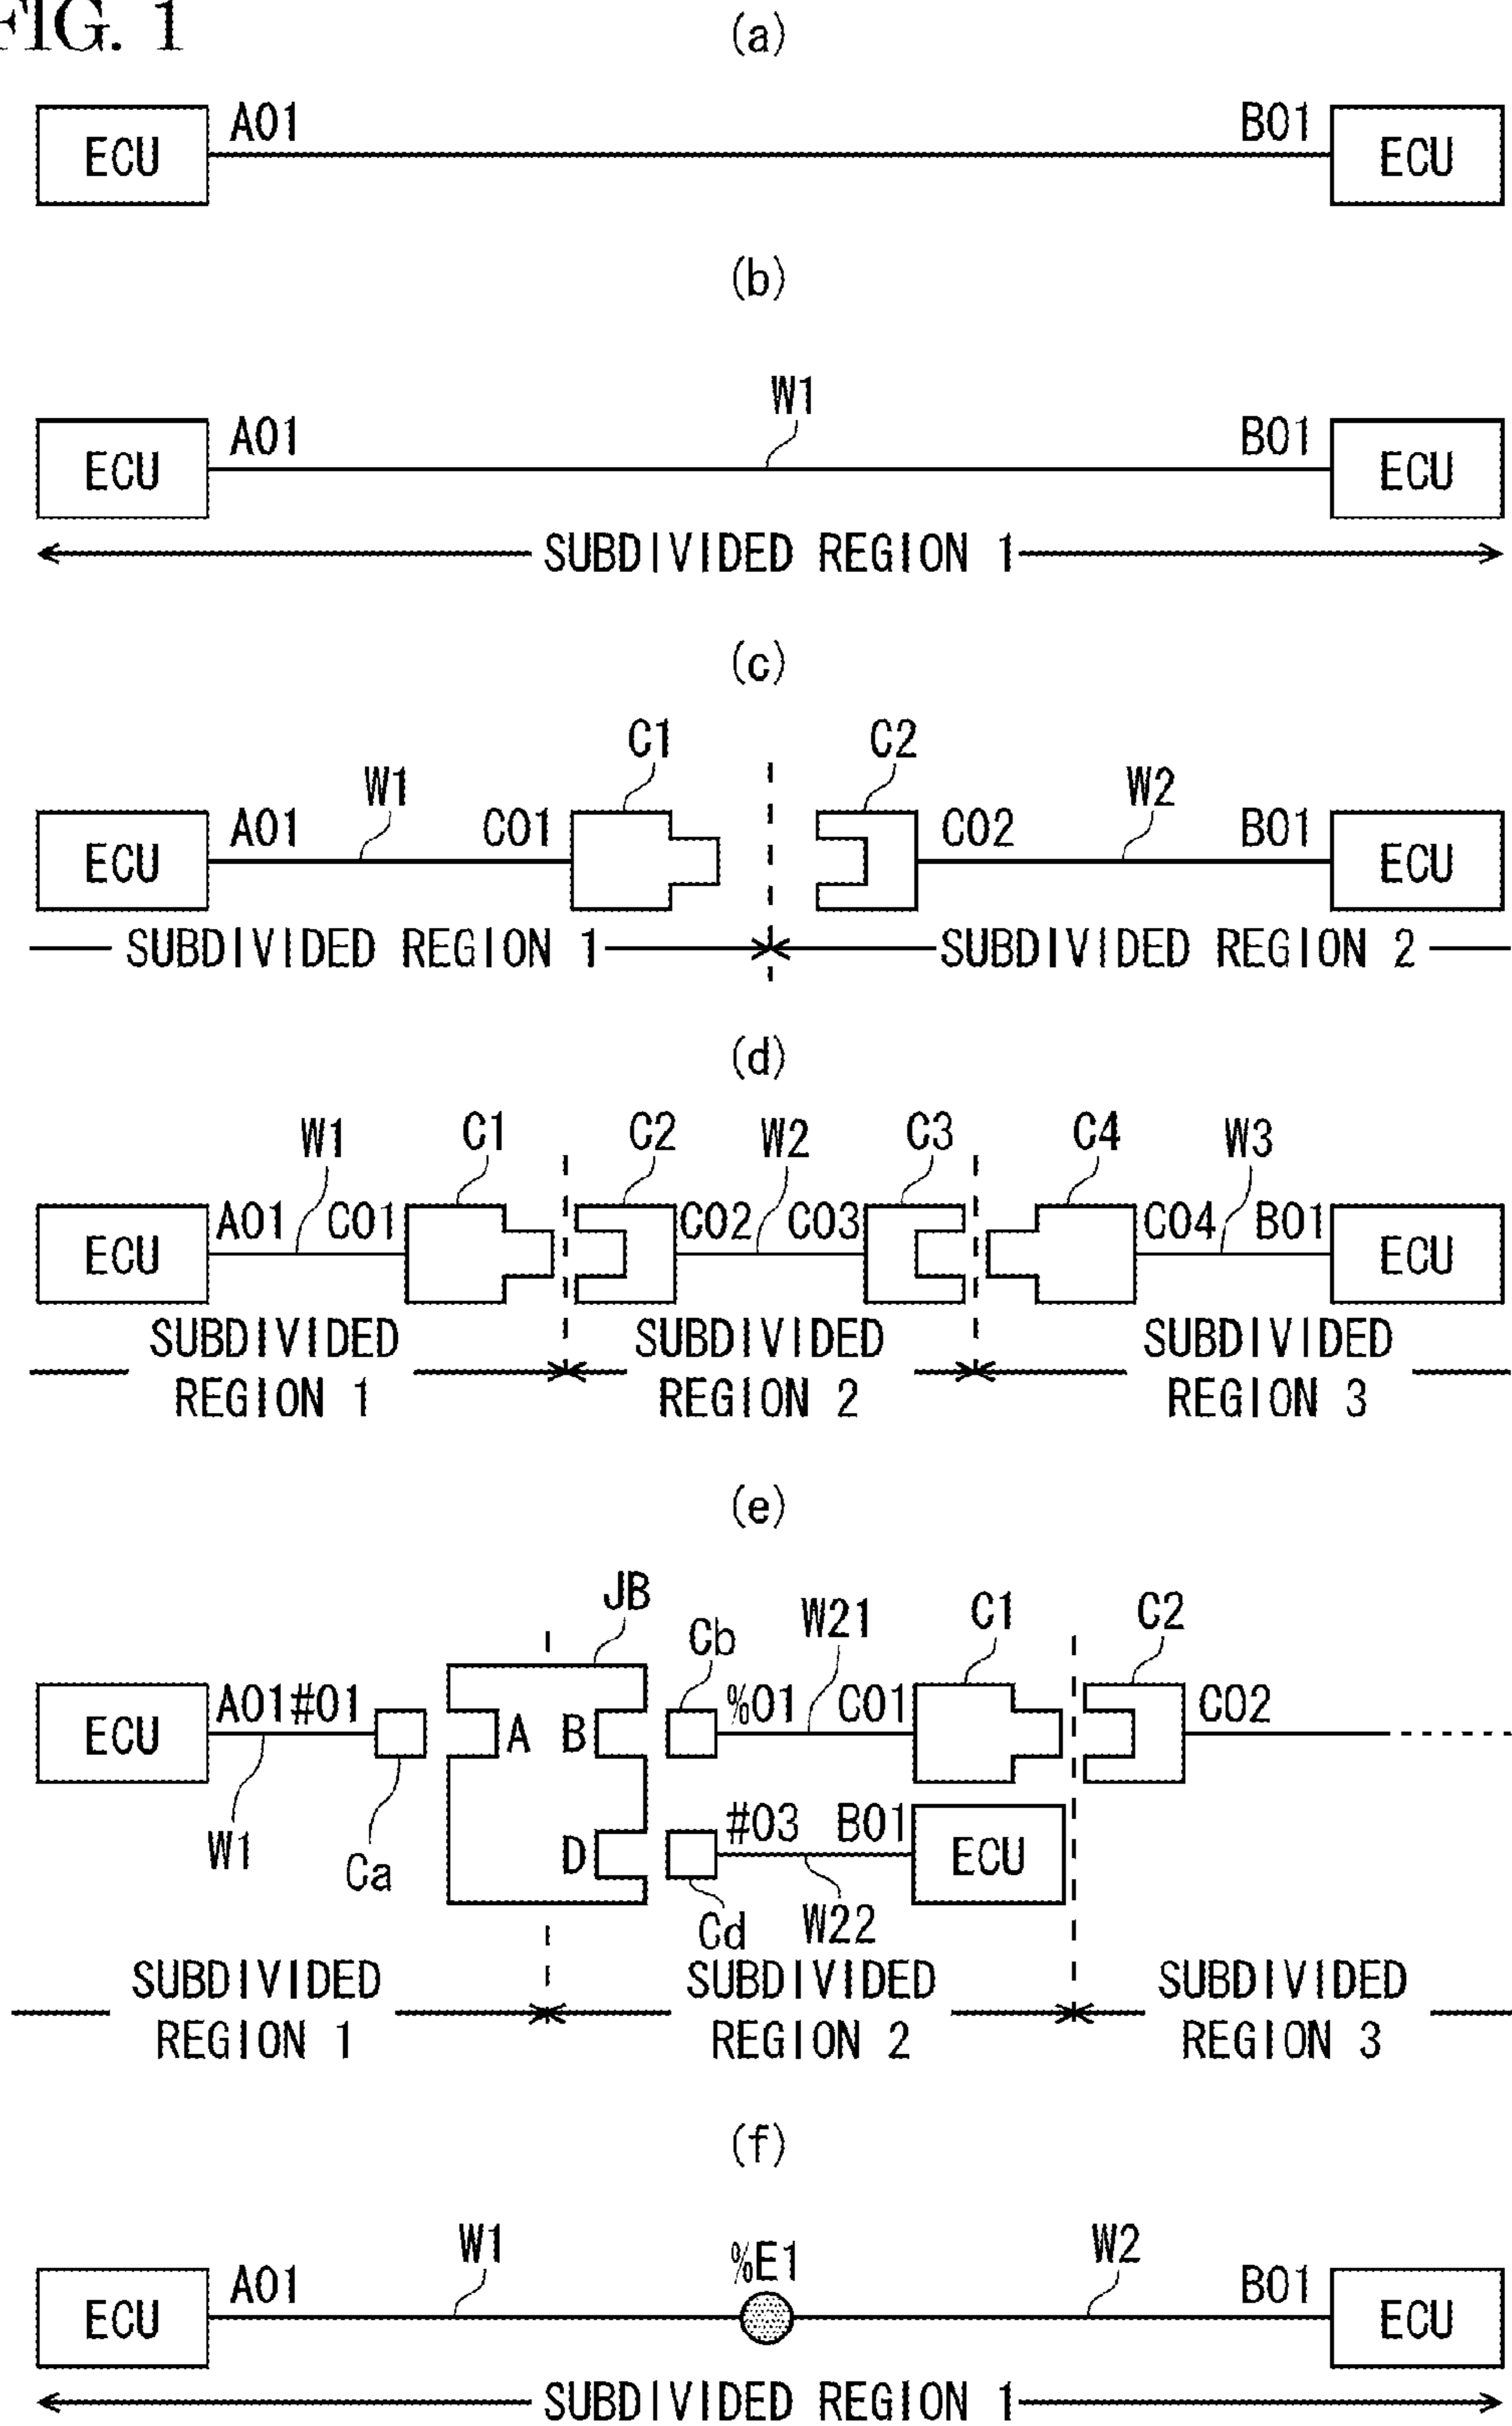 FIG. 1
(a)
ECU A01 B01 ECU
(b)
W1
ECU A01 B01 ECU
SUBDIVIDED REGION 1
(c)
C1 C2
W1 W2
ECU A01 C01 C02 B01 ECU
SUBDIVIDED REGION 1 SUBDIVIDED REGION 2
(d)
W1 C1 C2 W2 C3 C4 W3
ECU A01 C01 C02 C03 C04 B01 ECU
SUBDIVIDED SUBDIVIDED SUBDIVIDED
REGION 1 REGION 2 REGION 3
(e)
JB Cb W21 C1 C2
ECU A01 #01 A B %01 C01 C02
W1 Ca D #03 B01 ECU
Cd W22
SUBDIVIDED SUBDIVIDED SUBDIVIDED
REGION 1 REGION 2 REGION 3
(f)
W1 %E1 W2
ECU A01 B01 ECU
SUBDIVIDED REGION 1